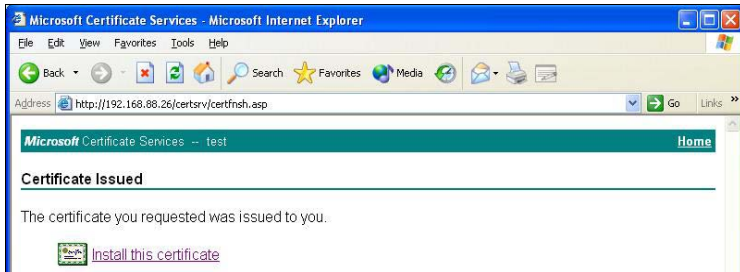 Microsoft Certificate Services - Microsoft Internet Explorer
File Edit View Favorites Tools Help
Back Search Favorites Media
Address http://192.168.88.26/certsrv/certfnsh.asp Go Links »
Microsoft Certificate Services -- test Home
Certificate Issued
The certificate you requested was issued to you.
Install this certificate